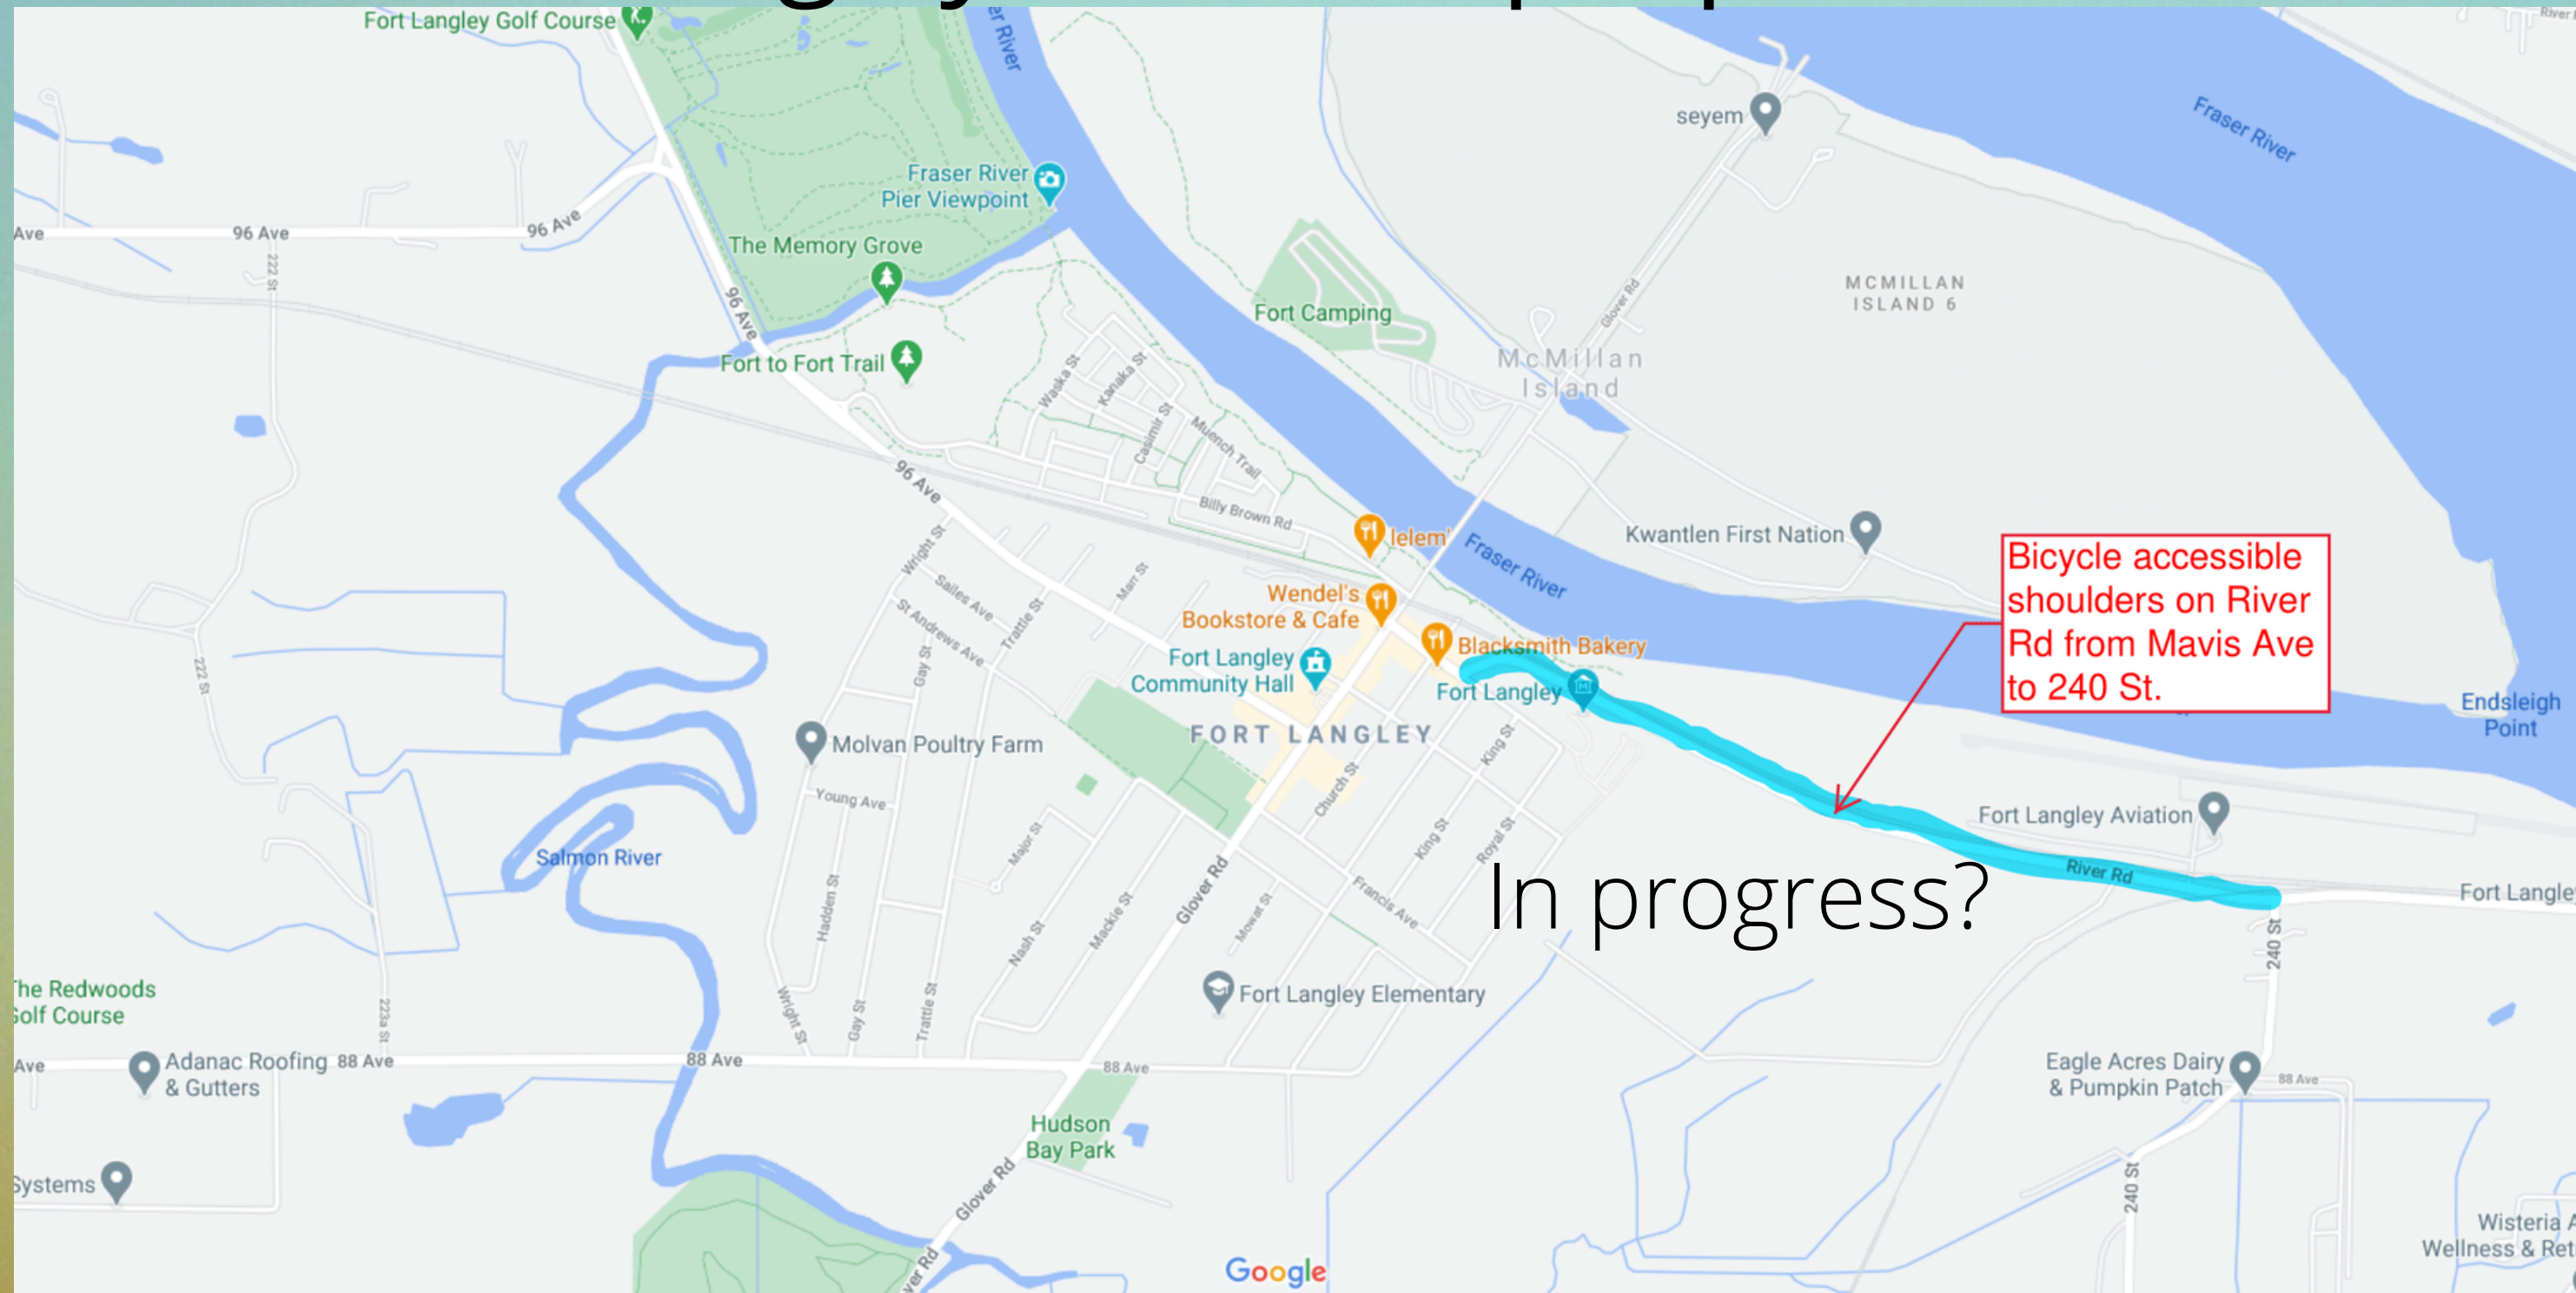 Fort Langley Golf Course
er River
Fraser River
seyem
Fraser River
Pier Viewpoint
Ave
96 Ave
96 Ave
The Memory Grove
222 St
96 Ave
Glover Rd
MCMILLAN
ISLAND 6
Fort Camping
Fort to Fort Trail
McMillan
Island
Waska St
Kanaka St
Casimir St
Muench Trail
96 Ave
Billy Brown Rd
lelem'
Fraser River
Kwantlen First Nation
Bicycle accessible
shoulders on River
Rd from Mavis Ave
to 240 St.
Wright St
Sailes Ave
St Andrews Ave
Trattle St
Marr St
Wendel's
Bookstore & Cafe
Blacksmith Bakery
Fort Langley
Community Hall
Fort Langley
222 St
Gay St
FORT LANGLEY
Endsleigh
Point
Molvan Poultry Farm
King St
Church St
Young Ave
Major St
King St
Royal St
Fort Langley Aviation
Salmon River
River Rd
Fort Langle
In progress?
Hadden St
Nash St
Mackie St
Glover Rd
Mowat St
Francis Ave
240 St
The Redwoods
Golf Course
223a St
Wright St
Gay St
Trattle St
Fort Langley Elementary
Ave
Adanac Roofing
& Gutters
88 Ave
88 Ave
88 Ave
Eagle Acres Dairy
& Pumpkin Patch
88 Ave
Hudson
Bay Park
Systems
Glover Rd
240 St
Wisteria A
Wellness & Ret
ver Rd
Google